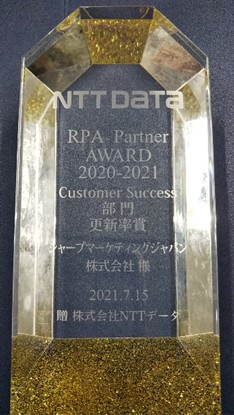 NTT DATA
RPA Partner
AWARD
2020-2021
Customer Success
部門
更新率賞
シャープマーケティングジャパン
株式会社 様
2021.7.15
贈 株式会社NTTデータ